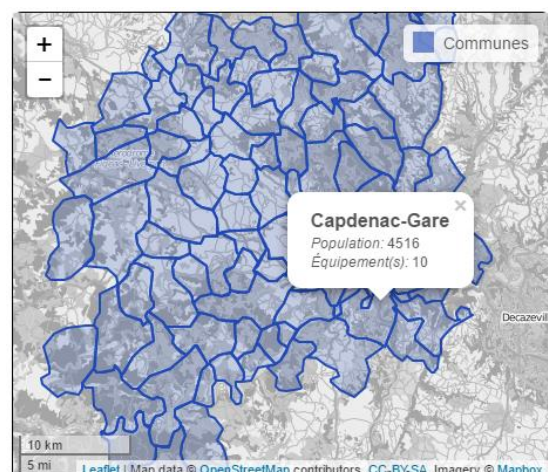 +
−
Communes
×
Capdenac-Gare
Population: 4516
Équipement(s): 10
Decazevil
10 km
5 mi
Leaflet | Map data © OpenStreetMap contributors, CC-BY-SA, Imagery © Mapbox